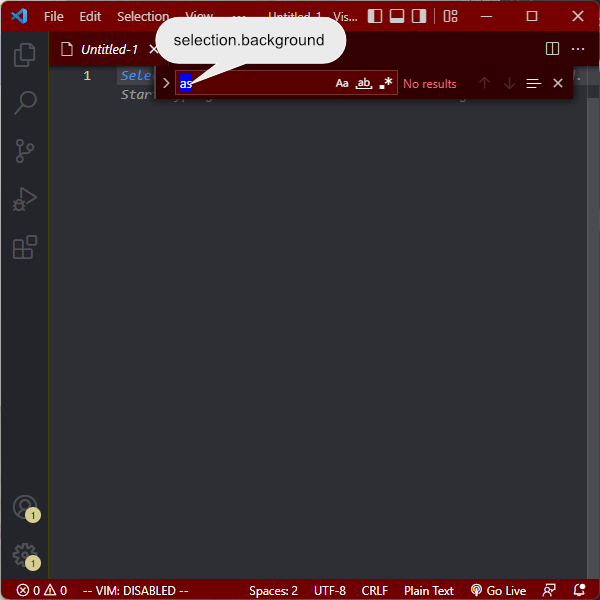 File Edit Selection View ... Untitled-1 Vis...
selection.background
Untitled-1
as Aa ab No results
1 Sele
Star
0 0 -- VIM: DISABLED -- Spaces: 2 UTF-8 CRLF Plain Text Go Live
1
1